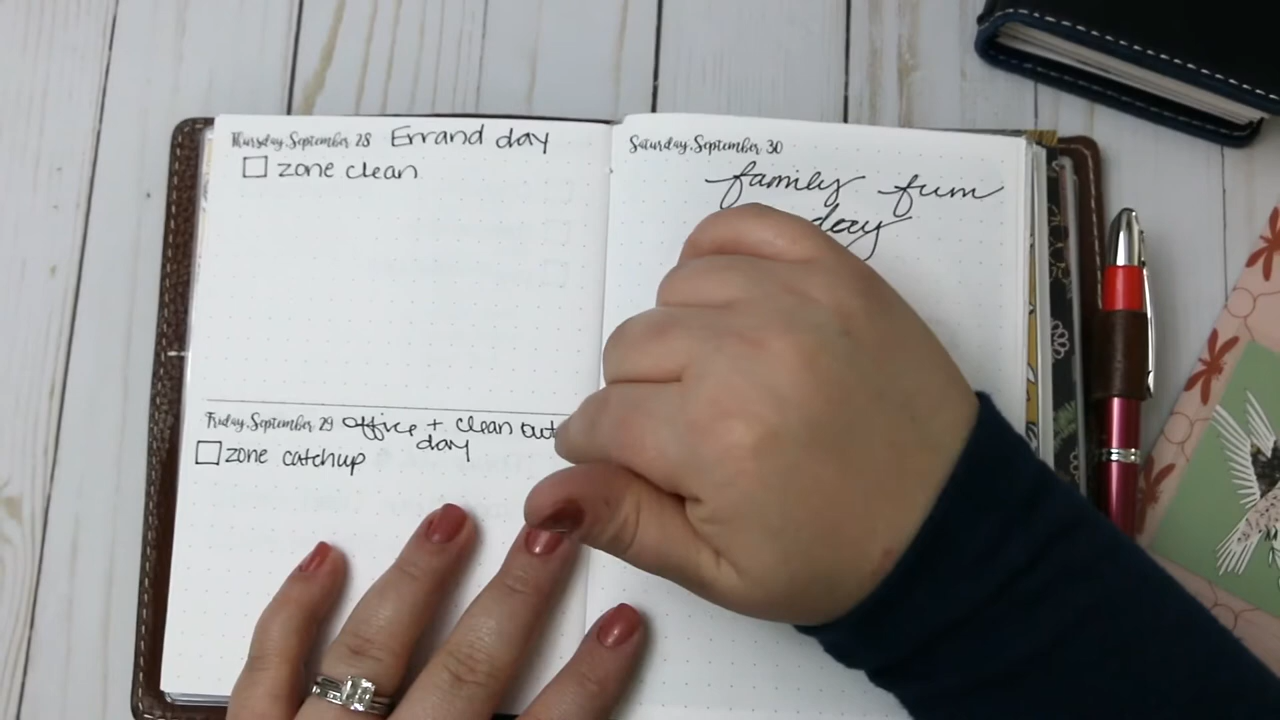 Thursday, September 28 Errand day
zone clean
Friday, September 29 office + clean out
day
zone catchup
Saturday, September 30
family fum
day